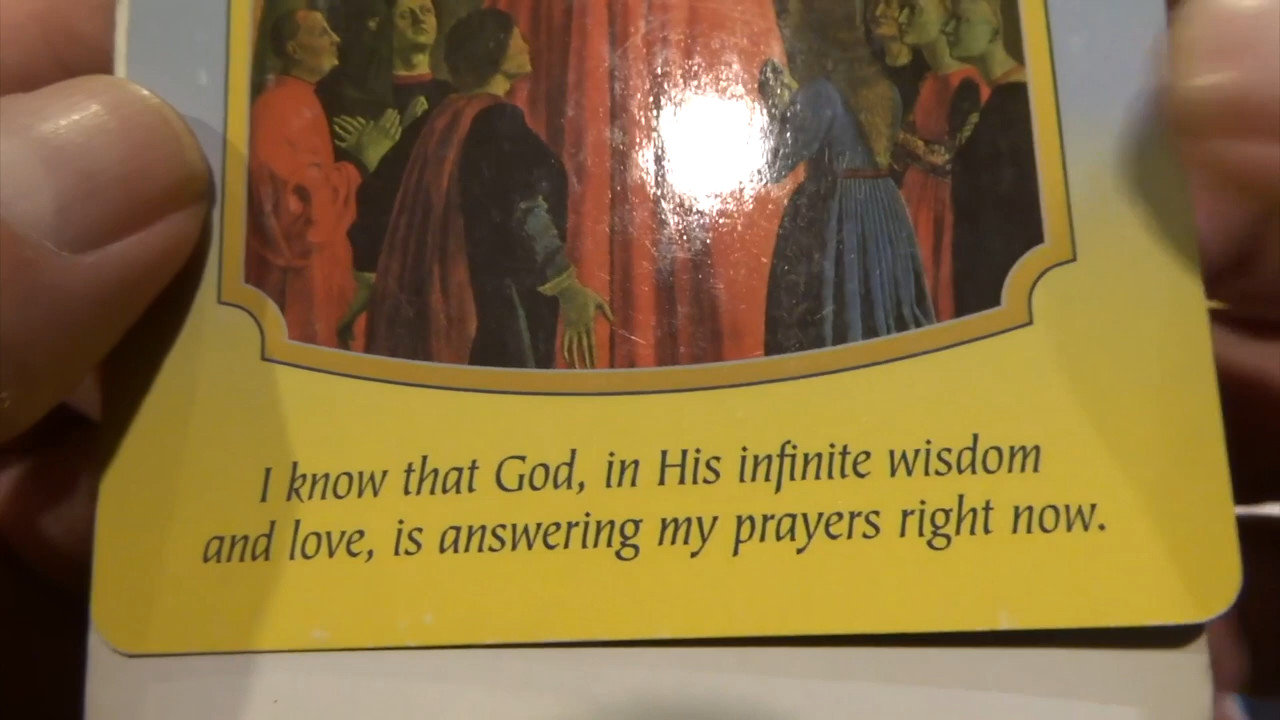 I know that God, in His infinite wisdom
and love, is answering my prayers right now.